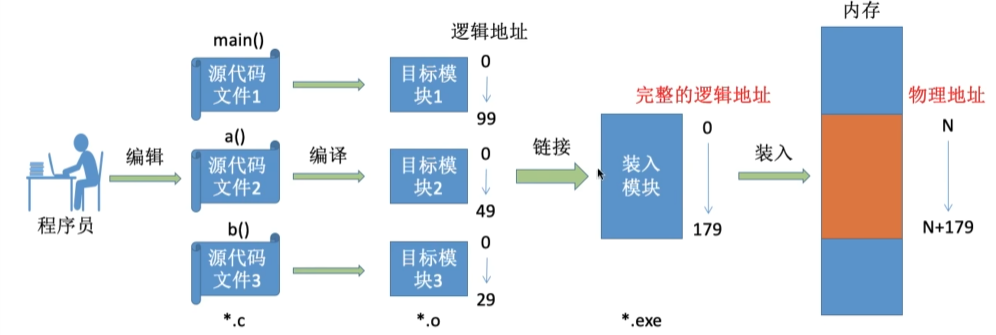 程序员
编辑
main()
源代码
文件1
a()
源代码
文件2
b()
源代码
文件3
*.c
编译
逻辑地址
目标模
块1
0
99
目标模
块2
0
49
目标模
块3
0
29
*.o
链接
完整的逻辑地址
装入
模块
0
179
*.exe
装入
内存
物理地址
N
N+179